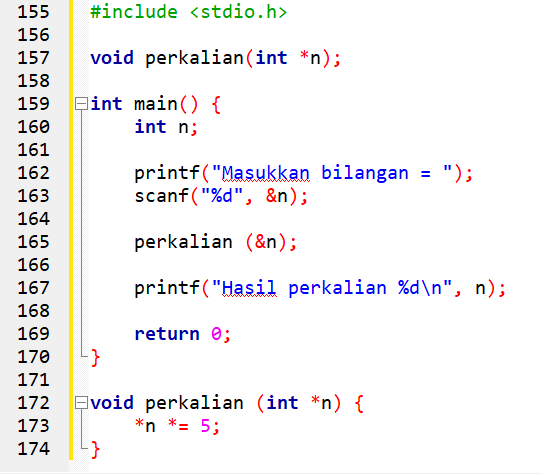 155 #include <stdio.h>
156
157 void perkalian(int *n);
158
159 int main() {
160     int n;
161
162     printf("Masukkan bilangan = ");
163     scanf("%d", &n);
164
165     perkalian (&n);
166
167     printf("Hasil perkalian %d\n", n);
168
169     return 0;
170 }
171
172 void perkalian (int *n) {
173     *n *= 5;
174 }